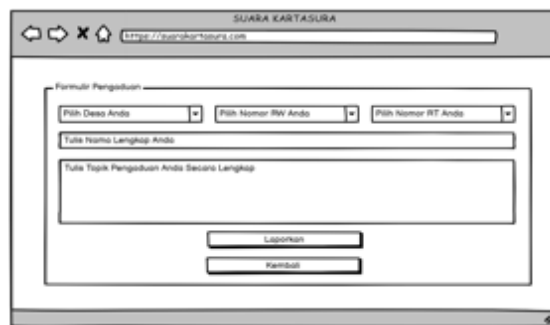 SUARA KARTASURA
https://suarakartasura.com
Formulir Pengaduan
Pilih Desa Anda
Pilih Nomor RW Anda
Pilih Nomor RT Anda
Tulis Nama Lengkap Anda
Tulis Topik Pengaduan Anda Secara Lengkap
Laporkan
Kembali